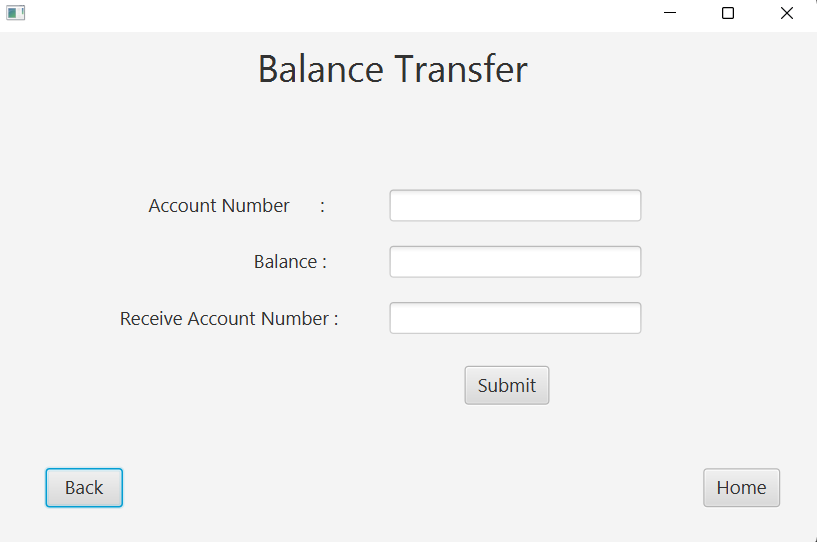 Balance Transfer
Account Number :
Balance :
Receive Account Number :
Submit
Back
Home